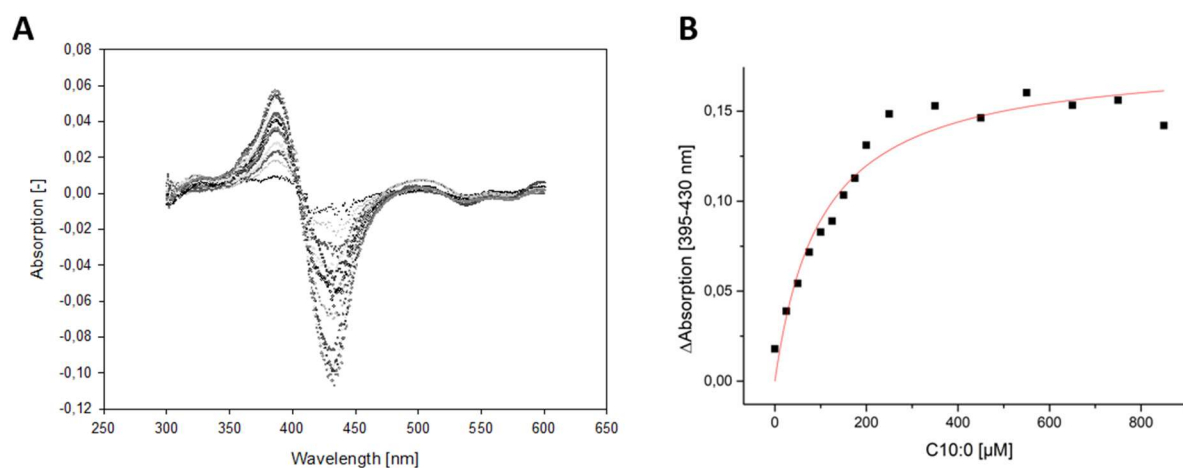 A
0,08
0,06
0,04
0,02
0,00
-0,02
-0,04
-0,06
-0,08
-0,10
-0,12
Absorption [-]
250 300 350 400 450 500 550 600 650
Wavelength [nm]
B
0,15
0,10
0,05
0,00
ΔAbsorption [395-430 nm]
0 200 400 600 800
C10:0 [µM]